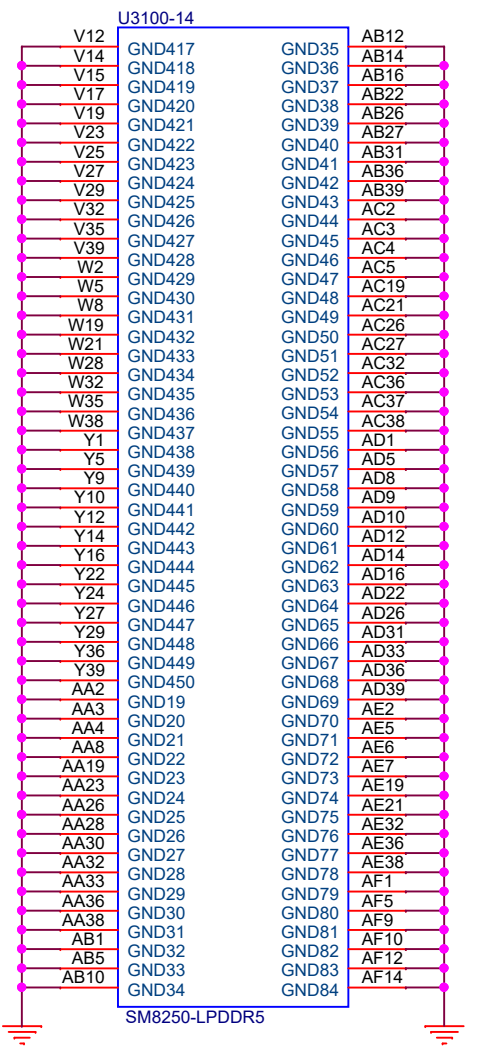 U3100-14
V12 GND417 GND35 AB12
V14 GND418 GND36 AB14
V15 GND419 GND37 AB16
V17 GND420 GND38 AB22
V19 GND421 GND39 AB26
V23 GND422 GND40 AB27
V25 GND423 GND41 AB31
V27 GND424 GND42 AB36
V29 GND425 GND43 AB39
V32 GND426 GND44 AC2
V35 GND427 GND45 AC3
V39 GND428 GND46 AC4
W2 GND429 GND47 AC5
W5 GND430 GND48 AC19
W8 GND431 GND49 AC21
W19 GND432 GND50 AC26
W21 GND433 GND51 AC27
W28 GND434 GND52 AC32
W32 GND435 GND53 AC36
W35 GND436 GND54 AC37
W38 GND437 GND55 AC38
Y1 GND438 GND56 AD1
Y5 GND439 GND57 AD5
Y9 GND440 GND58 AD8
Y10 GND441 GND59 AD9
Y12 GND442 GND60 AD10
Y14 GND443 GND61 AD12
Y16 GND444 GND62 AD14
Y22 GND445 GND63 AD16
Y24 GND446 GND64 AD22
Y27 GND447 GND65 AD26
Y29 GND448 GND66 AD31
Y36 GND449 GND67 AD33
Y39 GND450 GND68 AD36
AA2 GND19 GND69 AD39
AA3 GND20 GND70 AE2
AA4 GND21 GND71 AE5
AA8 GND22 GND72 AE6
AA19 GND23 GND73 AE7
AA23 GND24 GND74 AE19
AA26 GND25 GND75 AE21
AA28 GND26 GND76 AE32
AA30 GND27 GND77 AE36
AA32 GND28 GND78 AE38
AA33 GND29 GND79 AF1
AA36 GND30 GND80 AF5
AA38 GND31 GND81 AF9
AB1 GND32 GND82 AF10
AB5 GND33 GND83 AF12
AB10 GND34 GND84 AF14
SM8250-LPDDR5